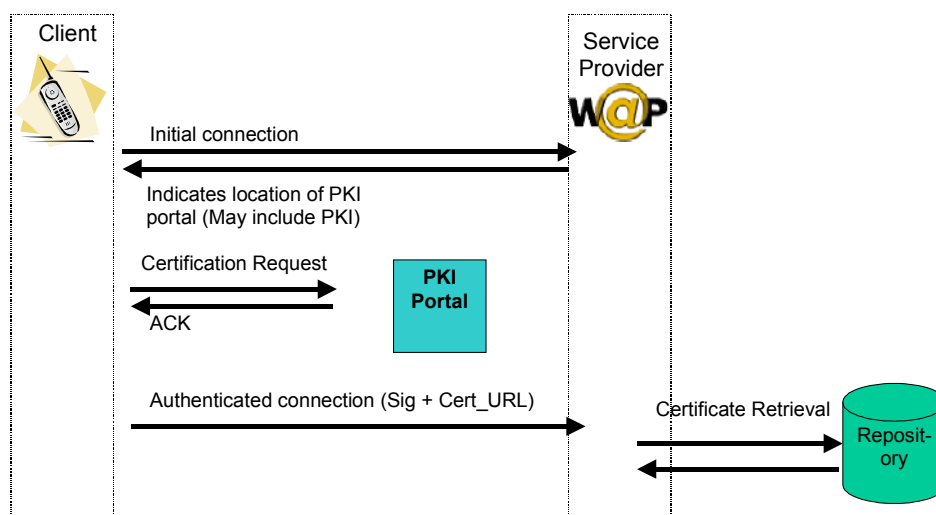 Client
Service
Provider
W@P
Initial connection
Indicates location of PKI
portal (May include PKI)
Certification Request
PKI
Portal
ACK
Authenticated connection (Sig + Cert_URL)
Certificate Retrieval
Reposit-
ory